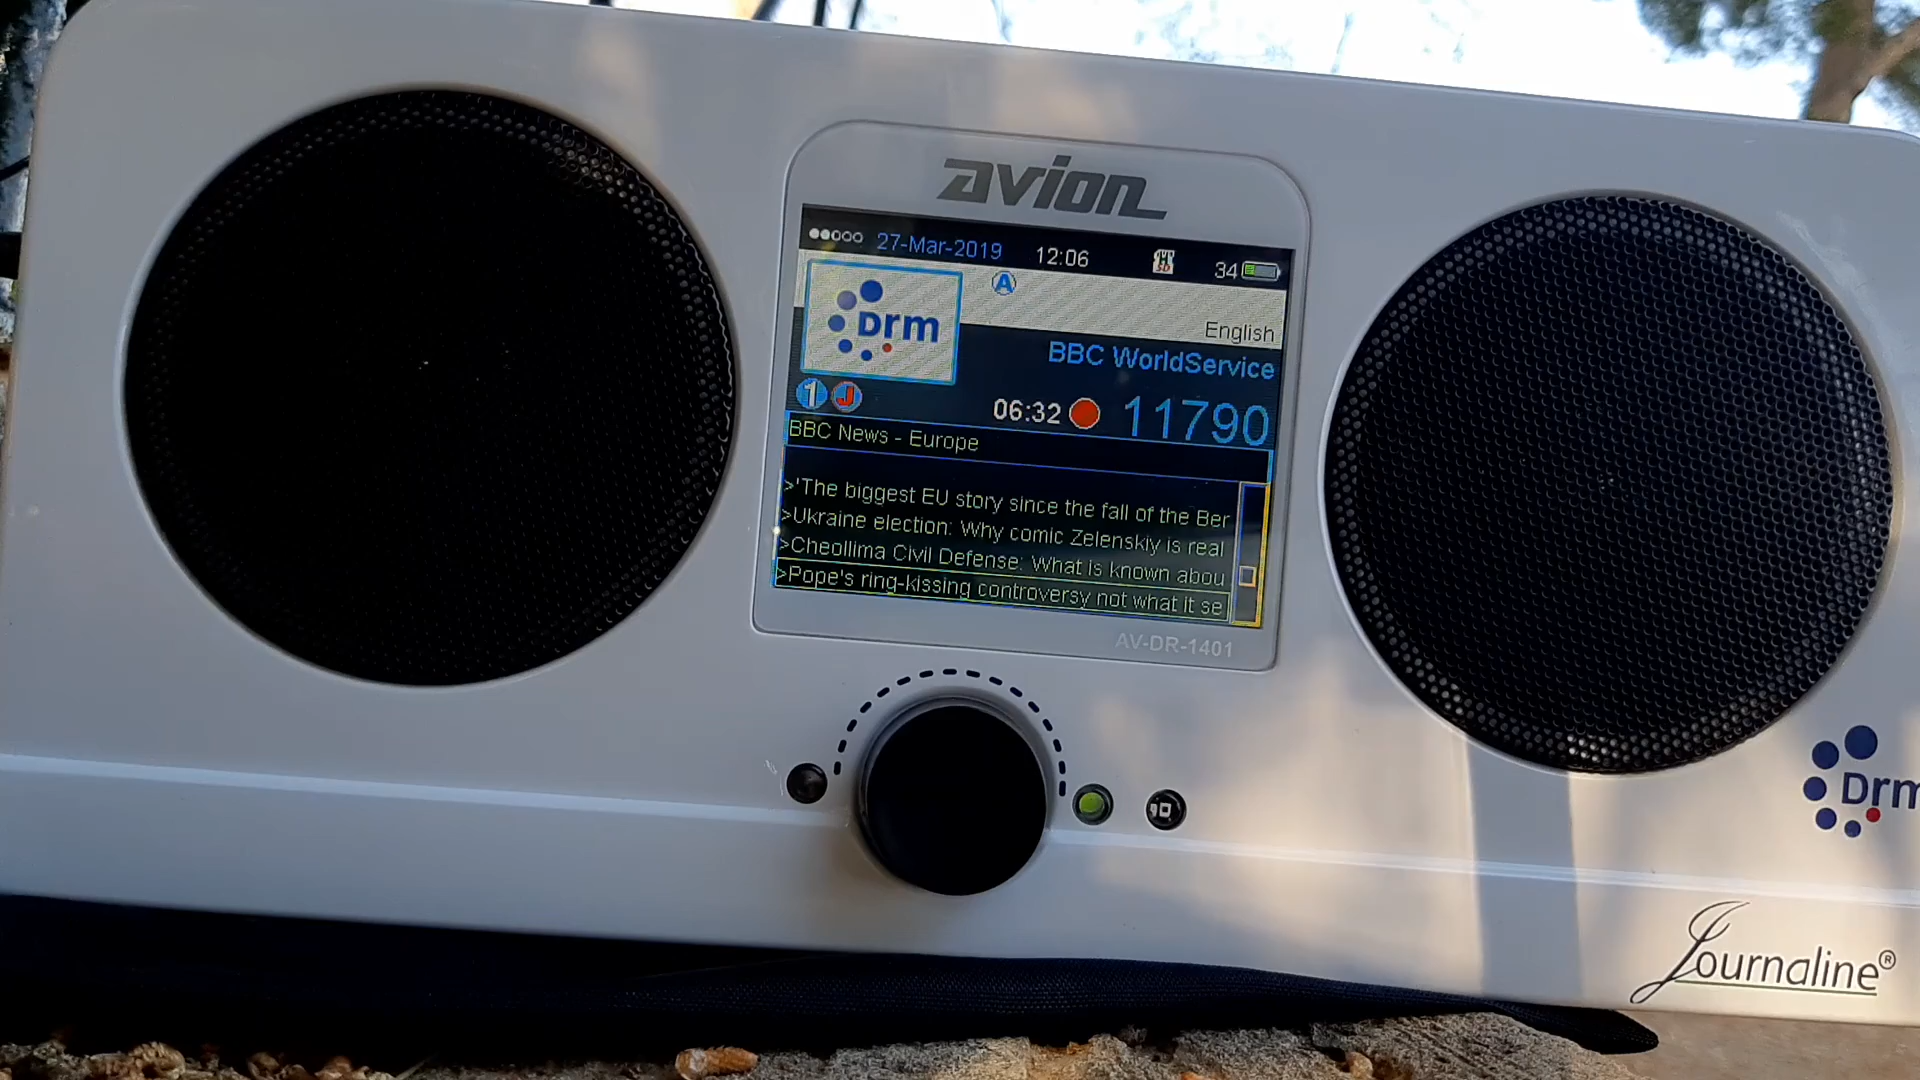 avion
27-Mar-2019 12:06 34
A
Drm
English
BBC WorldService
1 J 06:32 11790
BBC News - Europe
>'The biggest EU story since the fall of the Ber
>Ukraine election: Why comic Zelenskiy is real
>Cheollima Civil Defense: What is known abou
>Pope's ring-kissing controversy not what it se
AV-DR-1401
Drm
Journaline®